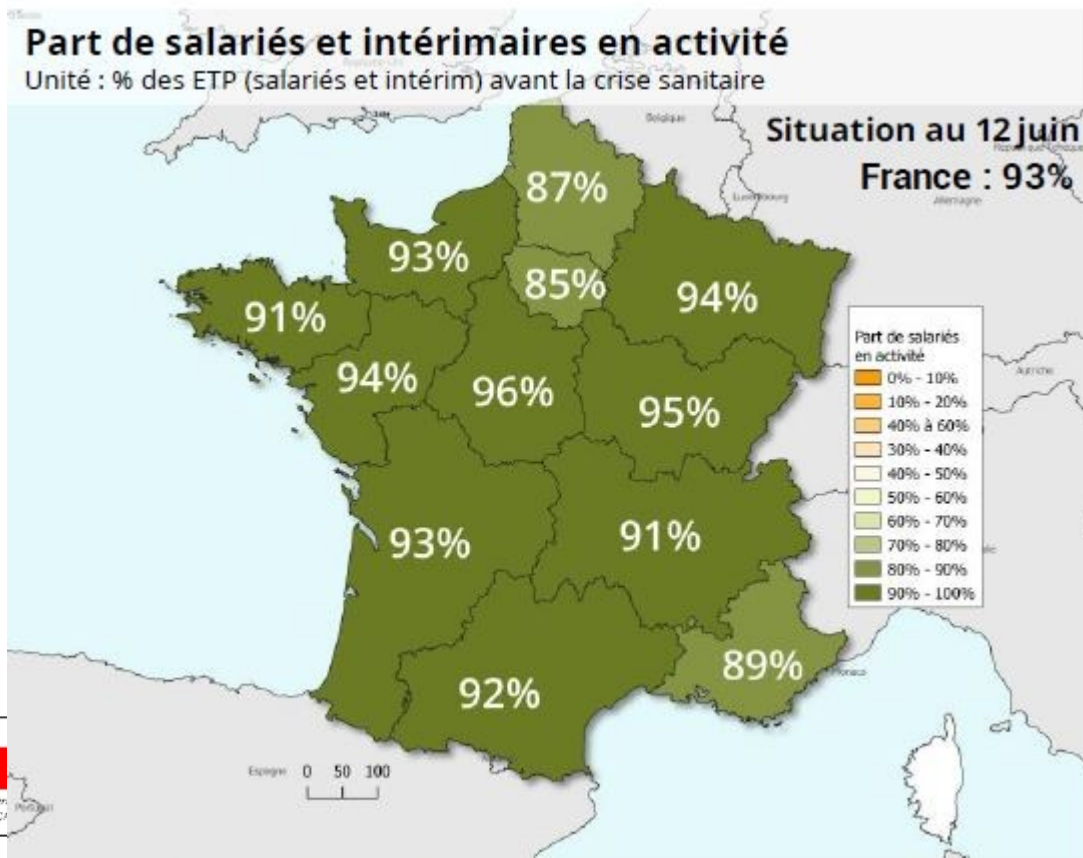 Part de salariés et intérimaires en activité
Unité : % des ETP (salariés et intérim) avant la crise sanitaire
Situation au 12 juin
France : 93%
Belgique
Luxembourg
Allemagne
87%
93%
85%
94%
91%
94%
96%
95%
93%
91%
92%
89%
Part de salariés
en activité
0% - 10%
10% - 20%
40% à 60%
30% - 40%
40% - 50%
50% - 60%
60% - 70%
70% - 80%
80% - 90%
90% - 100%
Autriche
Monaco
Espagne
0 50 100
Portugal